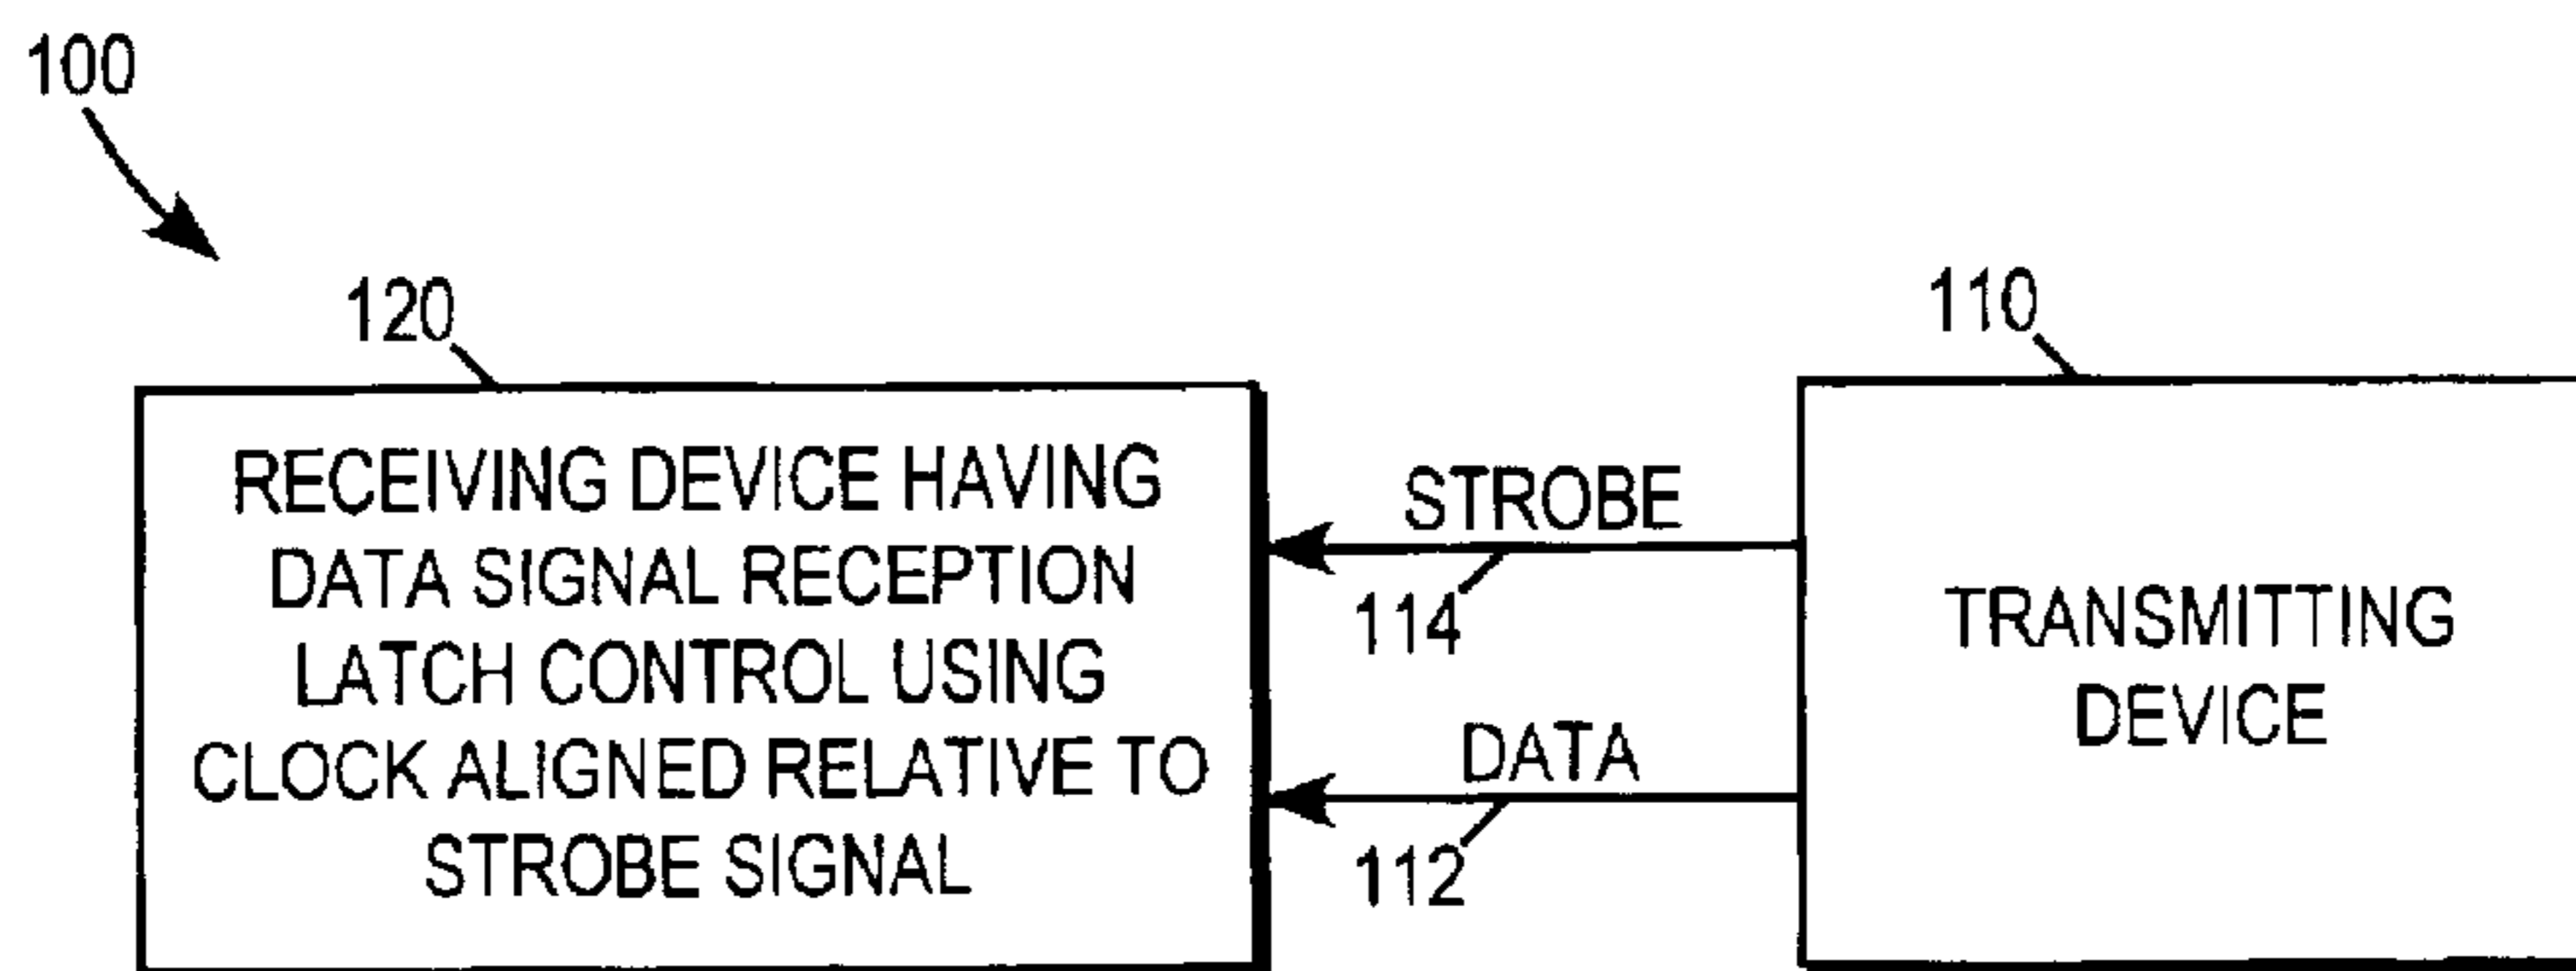 100
120
110
RECEIVING DEVICE HAVING
DATA SIGNAL RECEPTION
LATCH CONTROL USING
CLOCK ALIGNED RELATIVE TO
STROBE SIGNAL
STROBE
114
DATA
112
TRANSMITTING
DEVICE